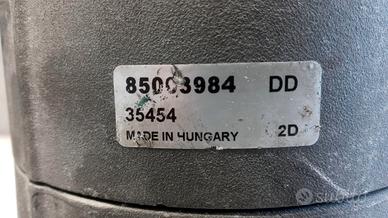 85003984 DD
35454
MADE IN HUNGARY 2D
subito